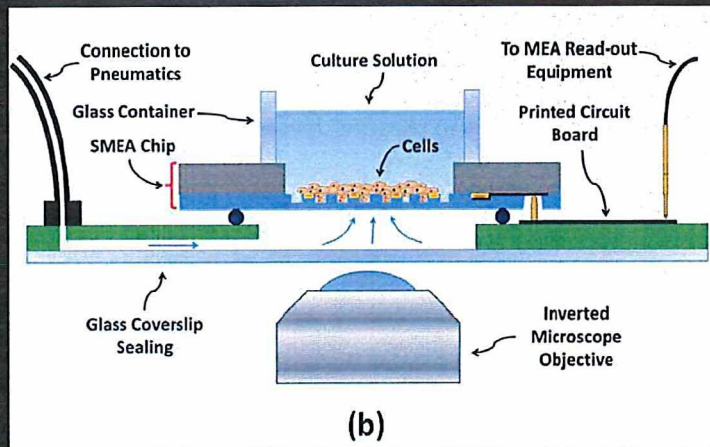 Connection to
Pneumatics
Culture Solution
To MEA Read-out
Equipment
Glass Container
Printed Circuit
Board
SMEA Chip
Cells
Glass Coverslip
Sealing
Inverted
Microscope
Objective
(b)